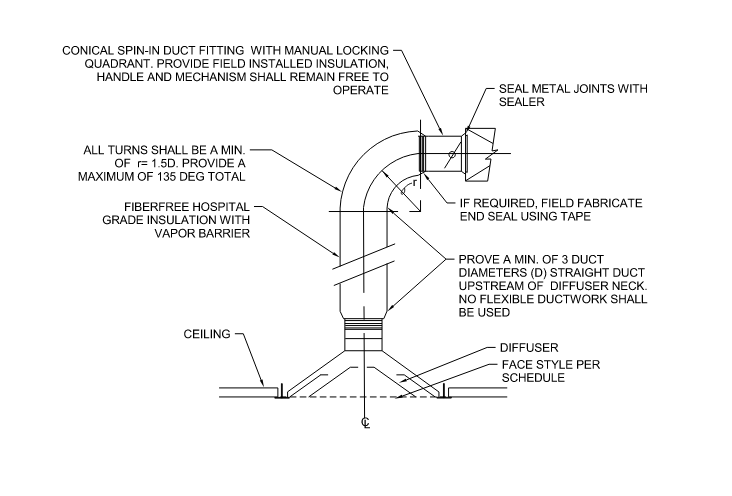 CONICAL SPIN-IN DUCT FITTING WITH MANUAL LOCKING
QUADRANT. PROVIDE FIELD INSTALLED INSULATION,
HANDLE AND MECHANISM SHALL REMAIN FREE TO
OPERATE
SEAL METAL JOINTS WITH
SEALER
ALL TURNS SHALL BE A MIN.
OF r= 1.5D. PROVIDE A
MAXIMUM OF 135 DEG TOTAL
r
IF REQUIRED, FIELD FABRICATE
END SEAL USING TAPE
FIBERFREE HOSPITAL
GRADE INSULATION WITH
VAPOR BARRIER
PROVE A MIN. OF 3 DUCT
DIAMETERS (D) STRAIGHT DUCT
UPSTREAM OF DIFFUSER NECK.
NO FLEXIBLE DUCTWORK SHALL
BE USED
CEILING
DIFFUSER
FACE STYLE PER
SCHEDULE
CL